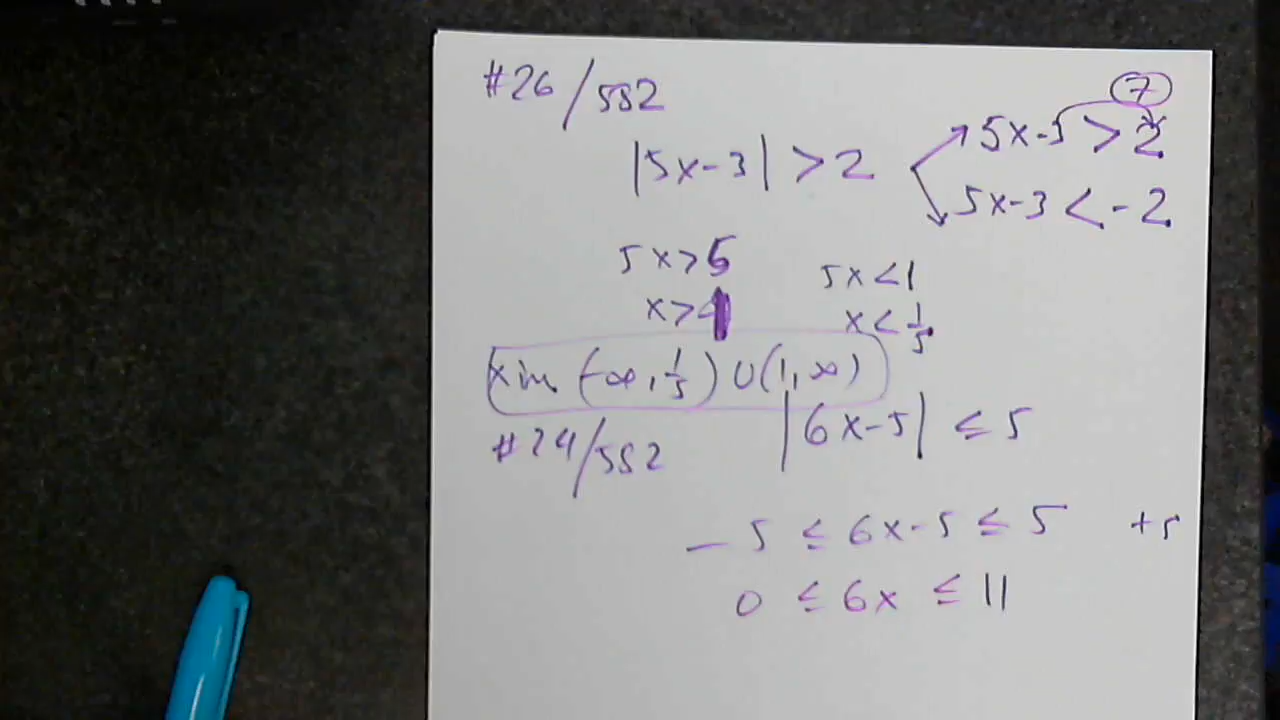 #26/552
7
|5x-3| > 2
5x-3 > 2
5x-3 < -2
5x > 5
5x < 1
x > 1
x < 1/5
x in (-∞, 1/5) ∪ (1, ∞)
#24/552
|6x-5| ≤ 5
-5 ≤ 6x-5 ≤ 5 +5
0 ≤ 6x ≤ 11